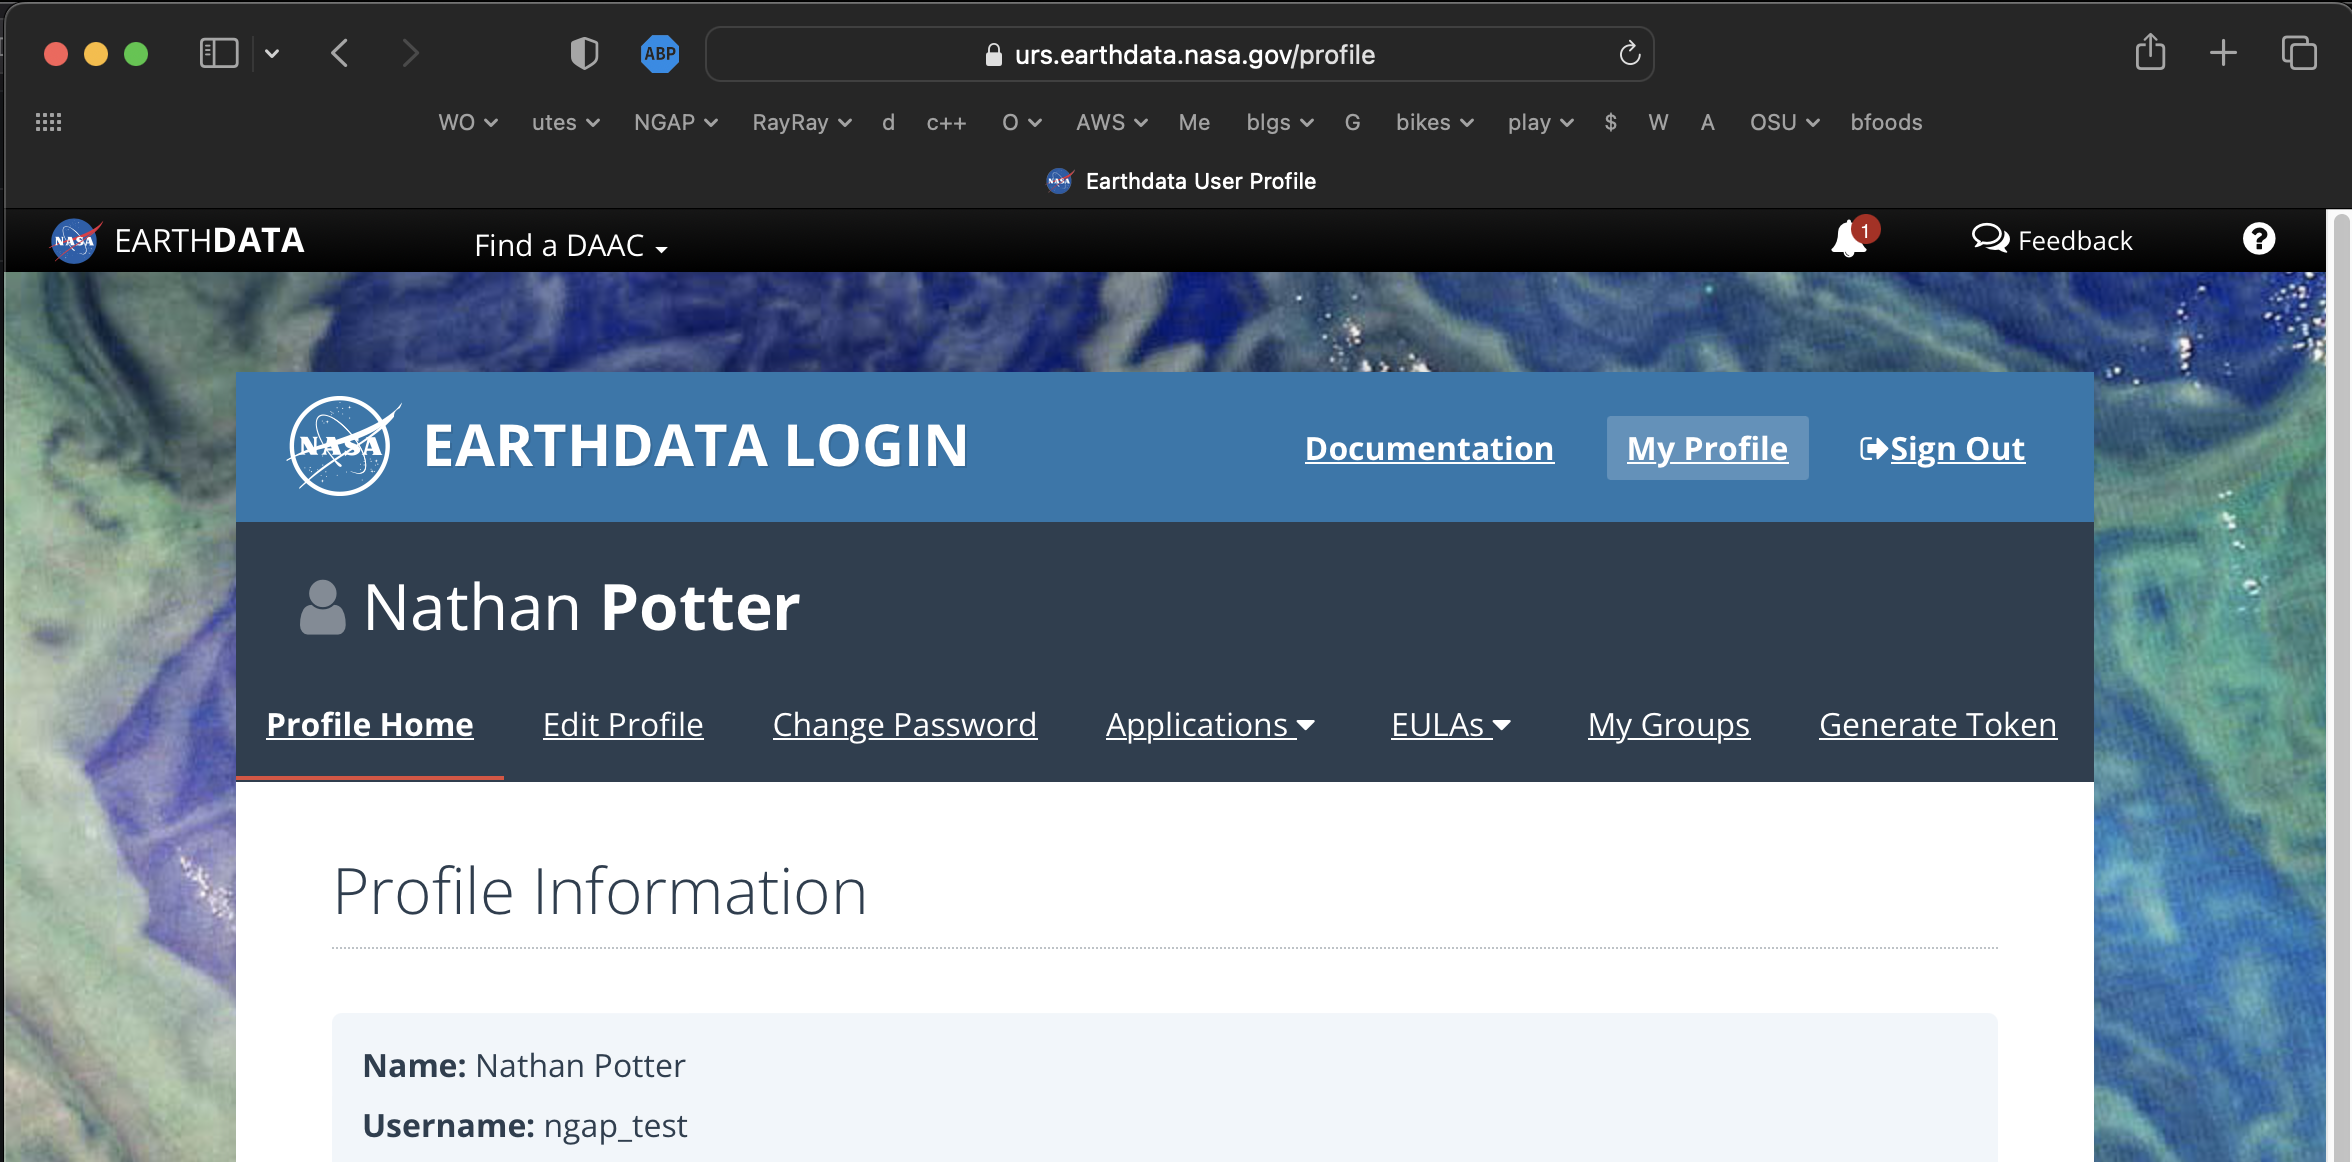 ABP urs.earthdata.nasa.gov/profile
WO utes NGAP RayRay d c++ O AWS Me blgs G bikes play $ W A OSU bfoods
NASA Earthdata User Profile
NASA EARTHDATA Find a DAAC 1 Feedback ?
NASA EARTHDATA LOGIN Documentation My Profile Sign Out
Nathan Potter
Profile Home Edit Profile Change Password Applications EULAs My Groups Generate Token
Profile Information
Name: Nathan Potter
Username: ngap_test